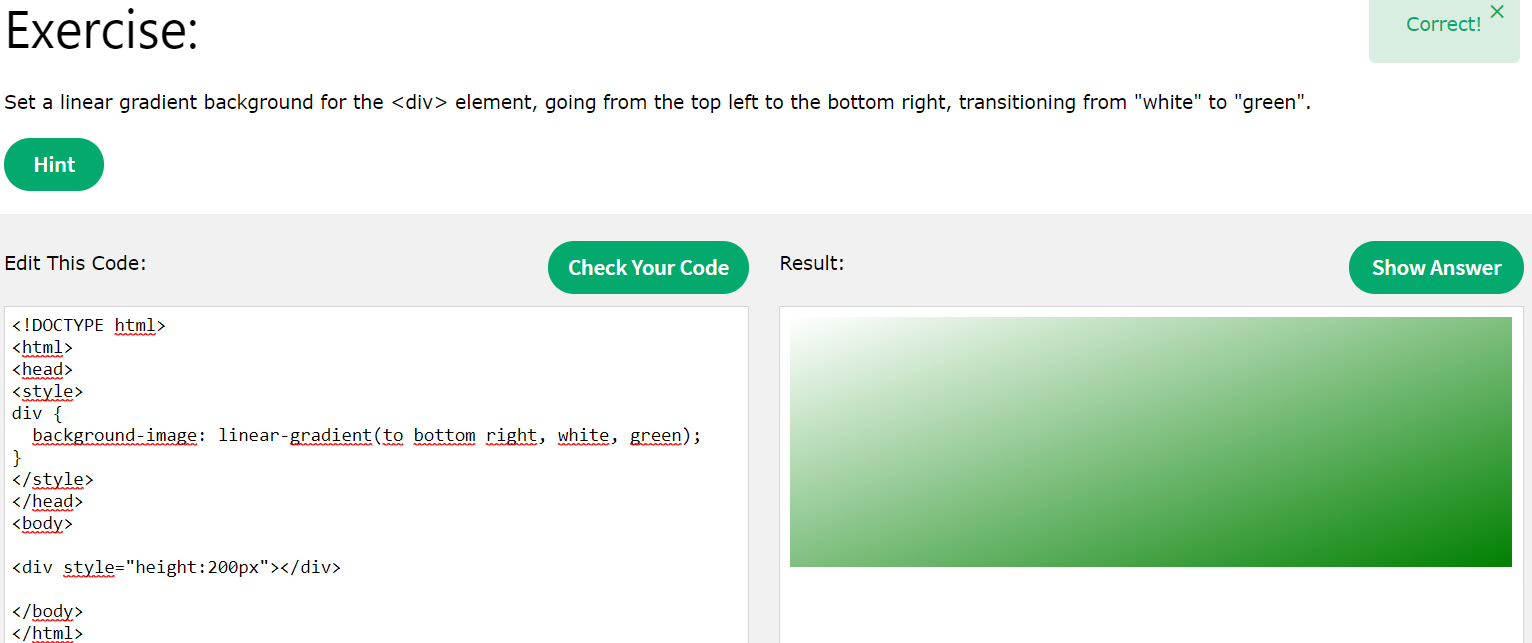 Exercise:
Correct! ×
Set a linear gradient background for the <div> element, going from the top left to the bottom right, transitioning from "white" to "green".
Hint
Edit This Code:
Check Your Code
Result:
Show Answer
<!DOCTYPE html>
<html>
<head>
<style>
div {
  background-image: linear-gradient(to bottom right, white, green);
}
</style>
</head>
<body>

<div style="height:200px"></div>

</body>
</html>